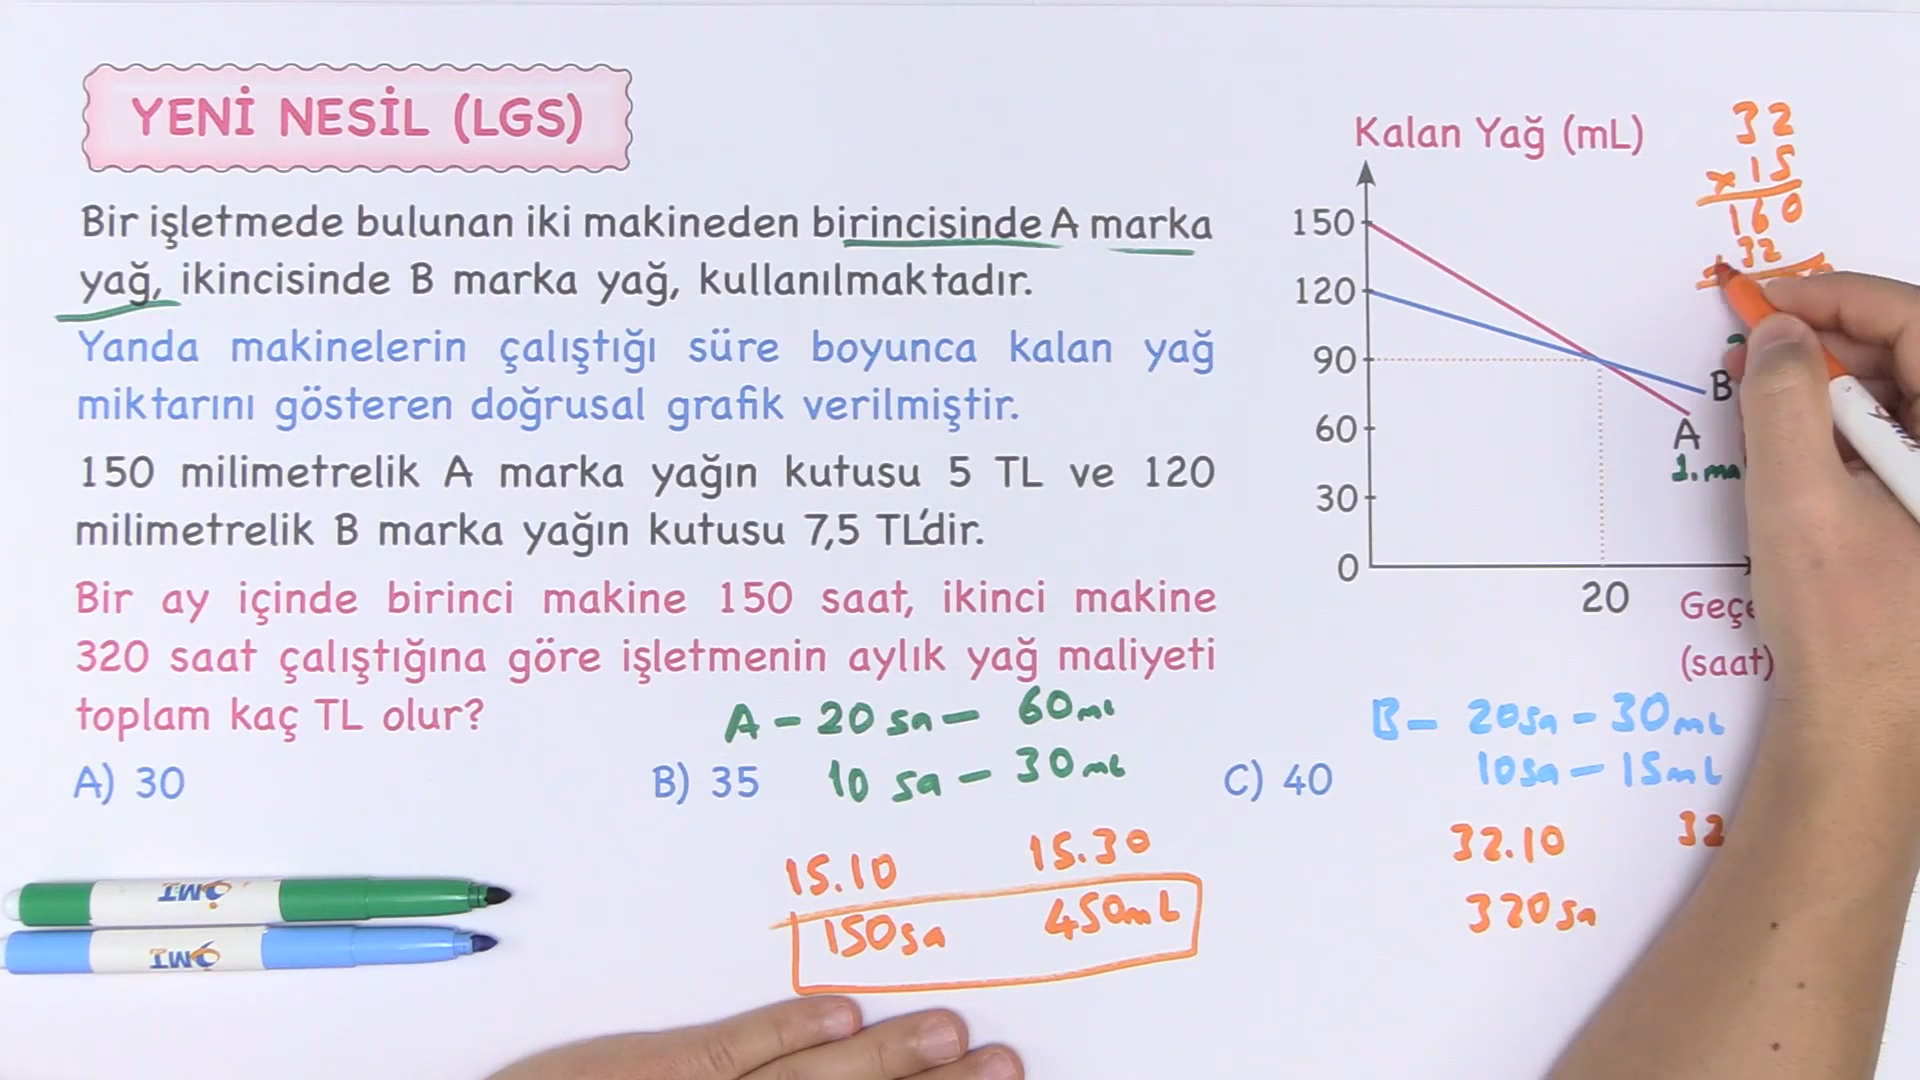 YENİ NESİL (LGS)
Bir işletmede bulunan iki makineden birincisinde A marka
yağ, ikincisinde B marka yağ, kullanılmaktadır.
Yanda makinelerin çalıştığı süre boyunca kalan yağ
miktarını gösteren doğrusal grafik verilmiştir.
150 milimetrelik A marka yağın kutusu 5 TL ve 120
milimetrelik B marka yağın kutusu 7,5 TL'dir.
Bir ay içinde birinci makine 150 saat, ikinci makine
320 saat çalıştığına göre işletmenin aylık yağ maliyeti
toplam kaç TL olur?
A) 30
B) 35
C) 40
Kalan Yağ (mL)
150
120
90
60
30
0
20
(saat)
B
A
32
x 15
160
+ 32
A - 20 sa - 60 mL
10 sa - 30 mL
15.10 15.30
150 sa 450 mL
B - 20 sa - 30 mL
10 sa - 15 mL
32.10 32
320 sa